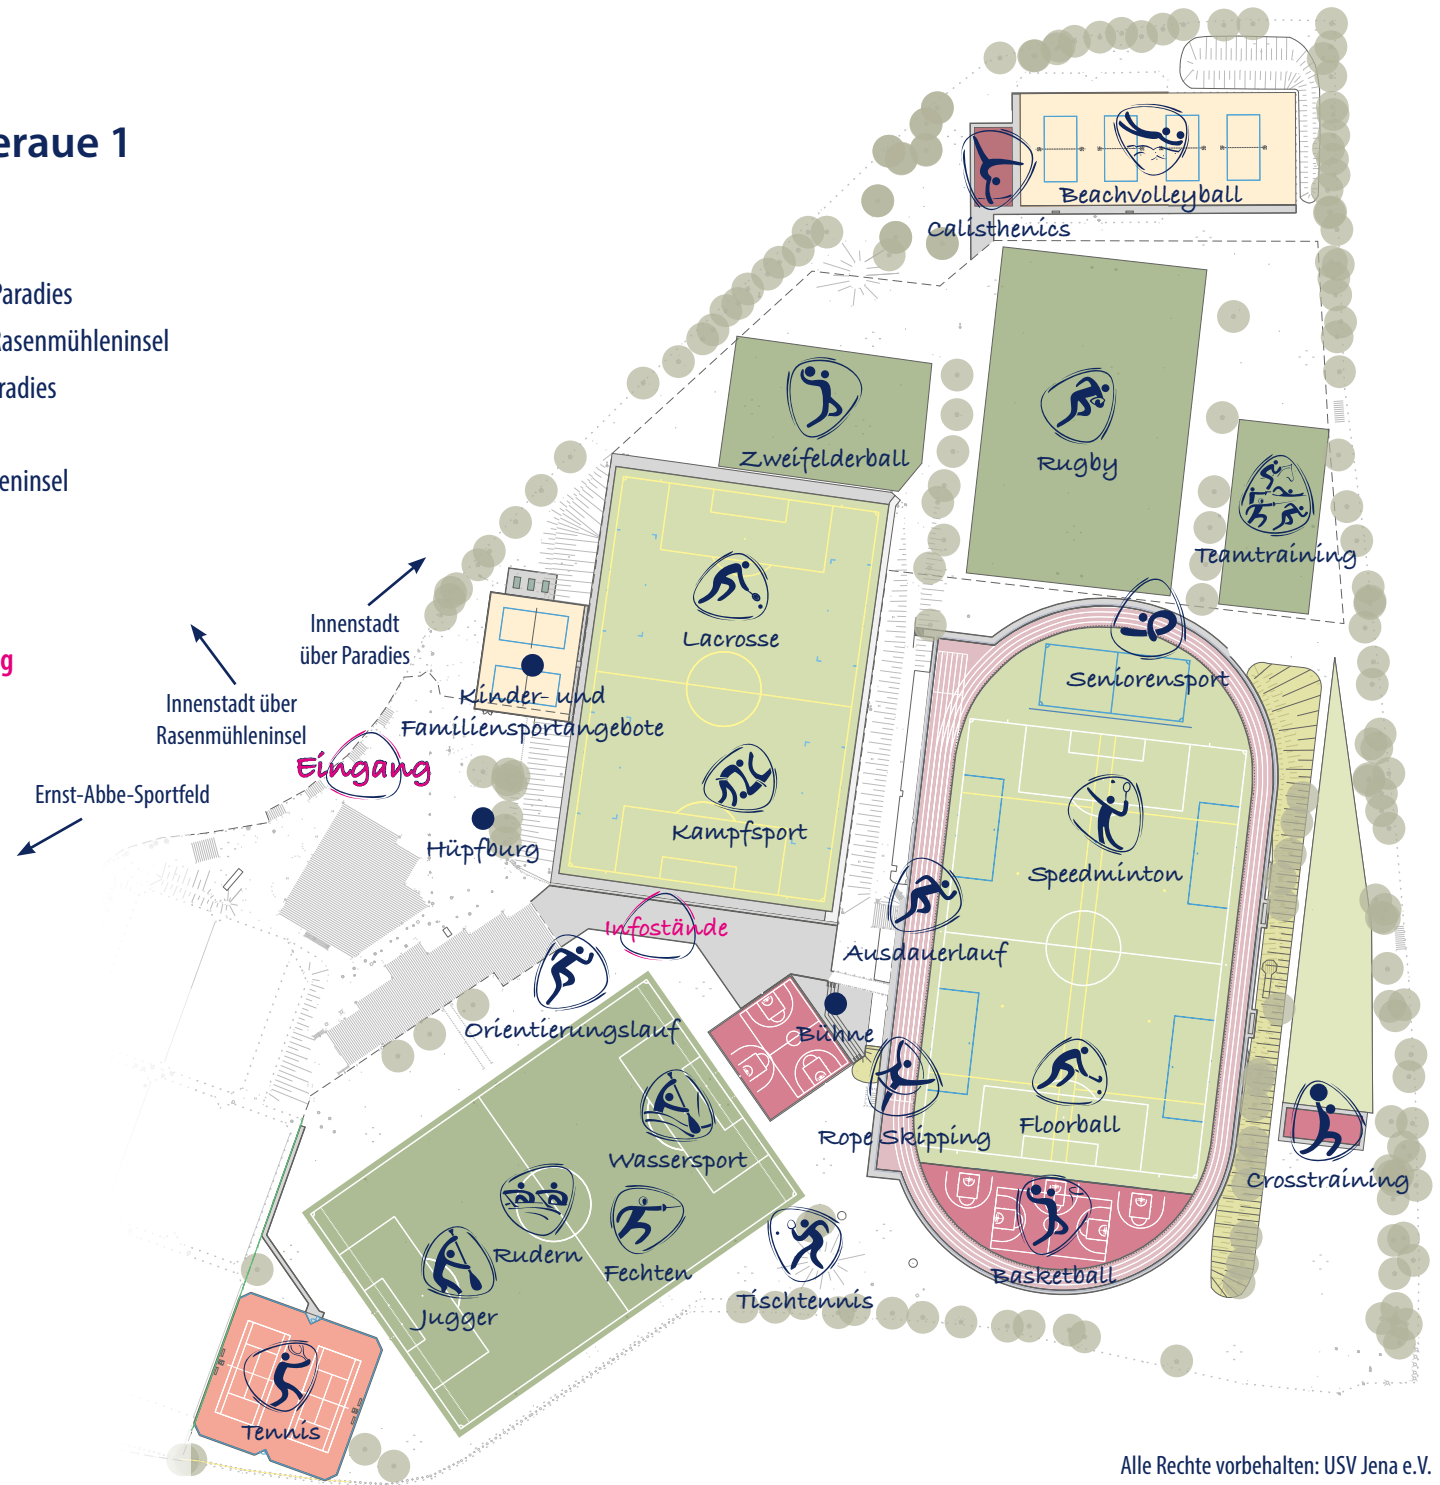 eraue 1
Paradies
Rasenmühleninsel
radies
eninsel
g
Innenstadt
über Paradies
Innenstadt über
Rasenmühleninsel
Ernst-Abbe-Sportfeld
Eingang
Beachvolleyball
Calisthenics
Zweifelderball
Rugby
Teamtraining
Lacrosse
Seniorensport
Kinder- und
Familiensportangebote
Kampfsport
Hüpfburg
Speedminton
Infostände
Ausdauerlauf
Orientierungslauf
Bühne
Floorball
Rope Skipping
Wassersport
Crosstraining
Rudern
Fechten
Basketball
Tischtennis
Jugger
Tennis
Alle Rechte vorbehalten: USV Jena e.V.